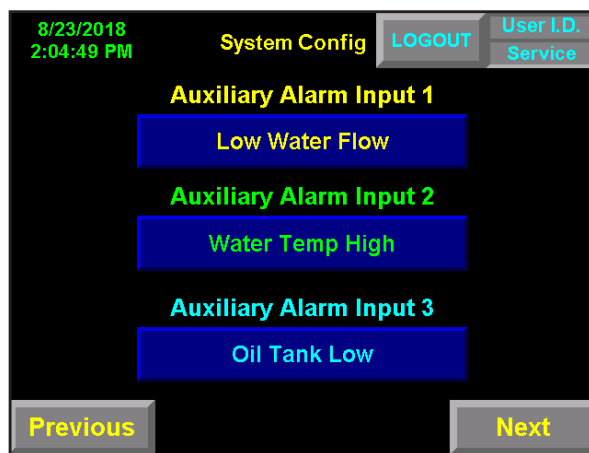 8/23/2018
2:04:49 PM
System Config
LOGOUT
User I.D.
Service
Auxiliary Alarm Input 1
Low Water Flow
Auxiliary Alarm Input 2
Water Temp High
Auxiliary Alarm Input 3
Oil Tank Low
Previous
Next